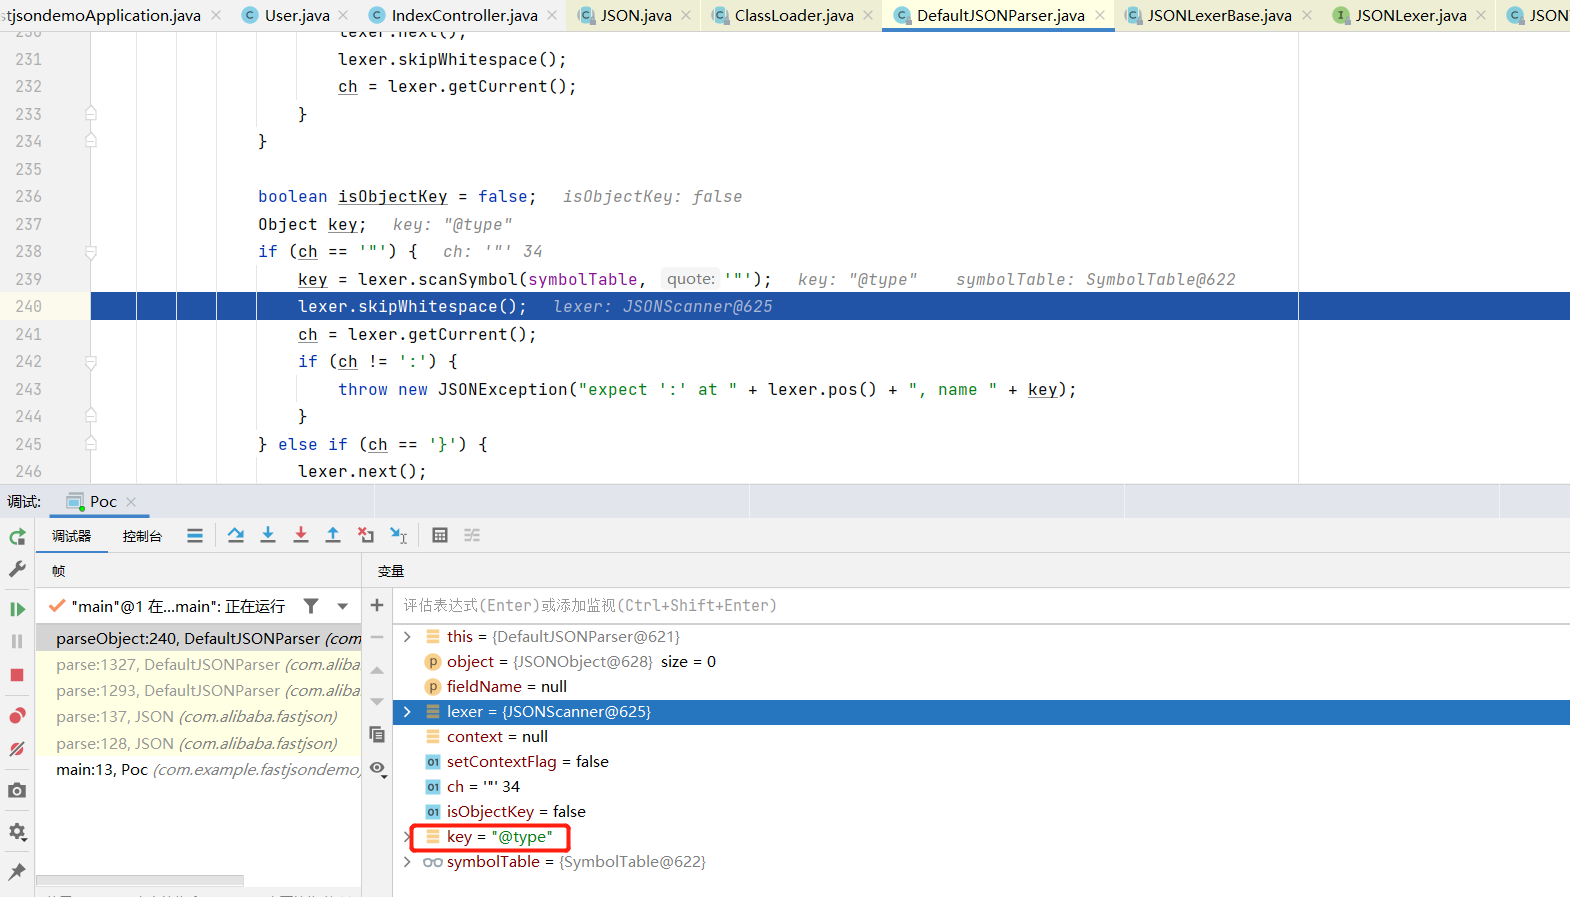 stjsondemoApplication.java User.java IndexController.java JSON.java ClassLoader.java DefaultJSONParser.java JSONLexerBase.java JSONLexer.java JSON
230 lexer.next();
231 lexer.skipWhitespace();
232 ch = lexer.getCurrent();
233 }
234 }
235
236 boolean isObjectKey = false; isObjectKey: false
237 Object key; key: "@type"
238 if (ch == '"') { ch: '"' 34
239 key = lexer.scanSymbol(symbolTable, quote: '"'); key: "@type" symbolTable: SymbolTable@622
240 lexer.skipWhitespace(); lexer: JSONScanner@625
241 ch = lexer.getCurrent();
242 if (ch != ':') {
243 throw new JSONException("expect ':' at " + lexer.pos() + ", name " + key);
244 }
245 } else if (ch == '}') {
246 lexer.next();
调试: Poc
调试器 控制台
帧 变量
"main"@1 在...main": 正在运行
评估表达式(Enter)或添加监视(Ctrl+Shift+Enter)
parseObject:240, DefaultJSONParser (com
parse:1327, DefaultJSONParser (com.aliba
parse:1293, DefaultJSONParser (com.aliba
parse:137, JSON (com.alibaba.fastjson)
parse:128, JSON (com.alibaba.fastjson)
main:13, Poc (com.example.fastjsondemo)
this = {DefaultJSONParser@621}
object = {JSONObject@628} size = 0
fieldName = null
lexer = {JSONScanner@625}
context = null
setContextFlag = false
ch = '"' 34
isObjectKey = false
key = "@type"
symbolTable = {SymbolTable@622}